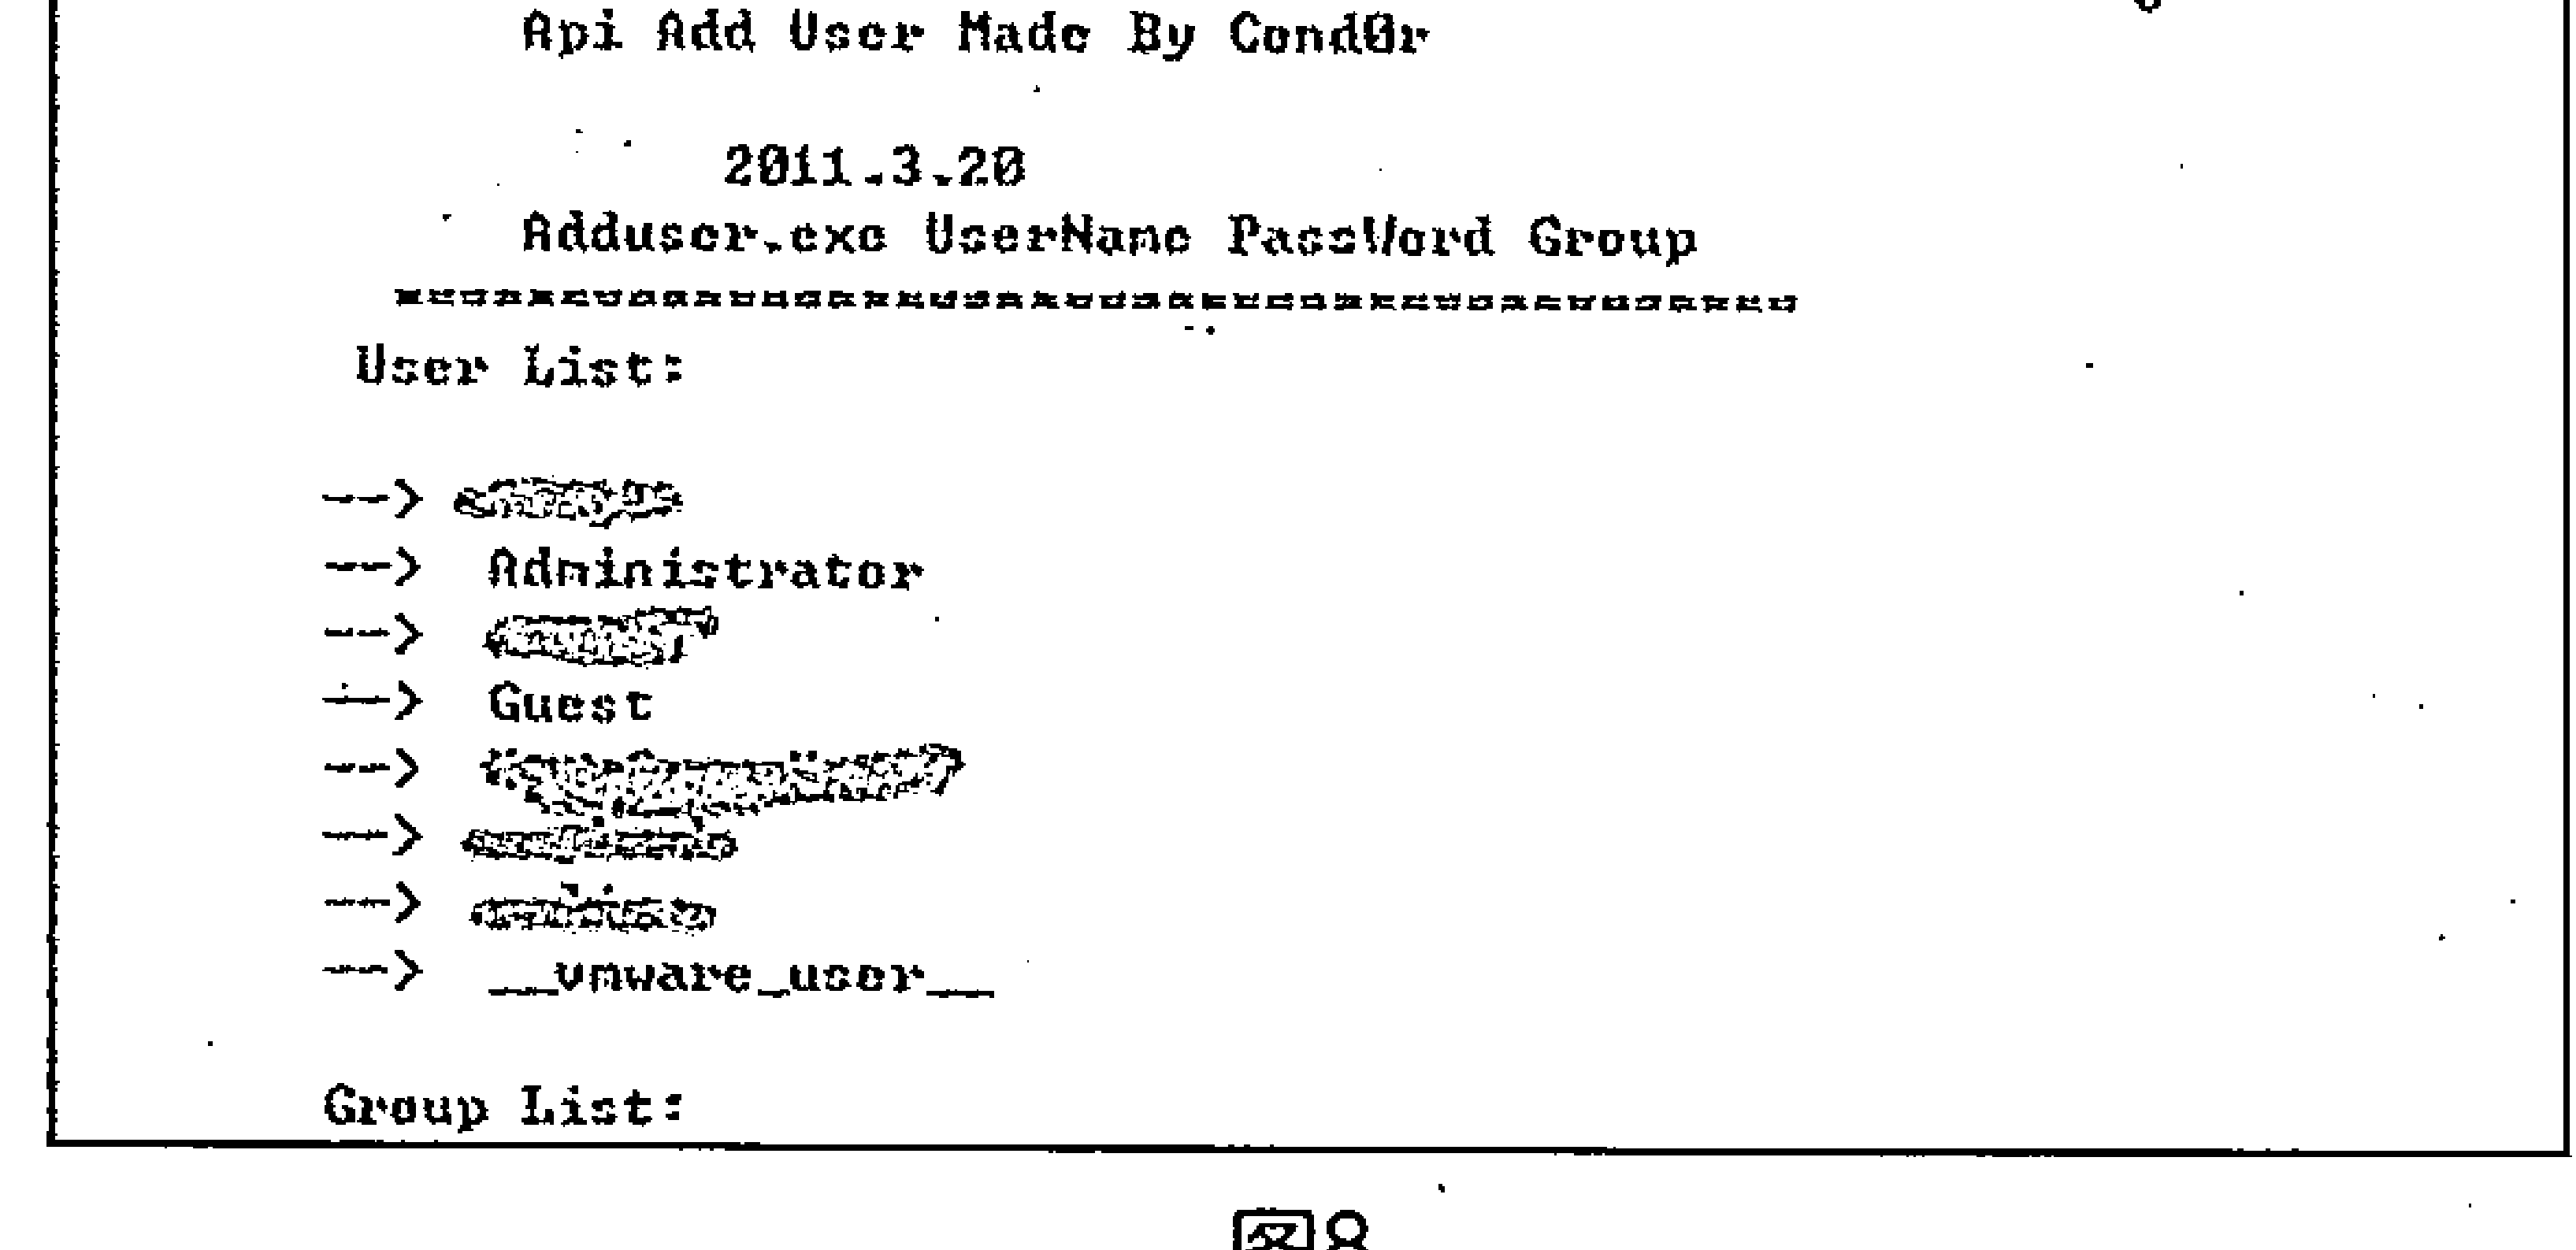 Api Add User Made By Cond0r
2011.3.20
Adduser.exe UserName PassWord Group
User List:
-->
--> Administrator
-->
--> Guest
-->
-->
-->
--> __vmware_user__
Group List:
图8